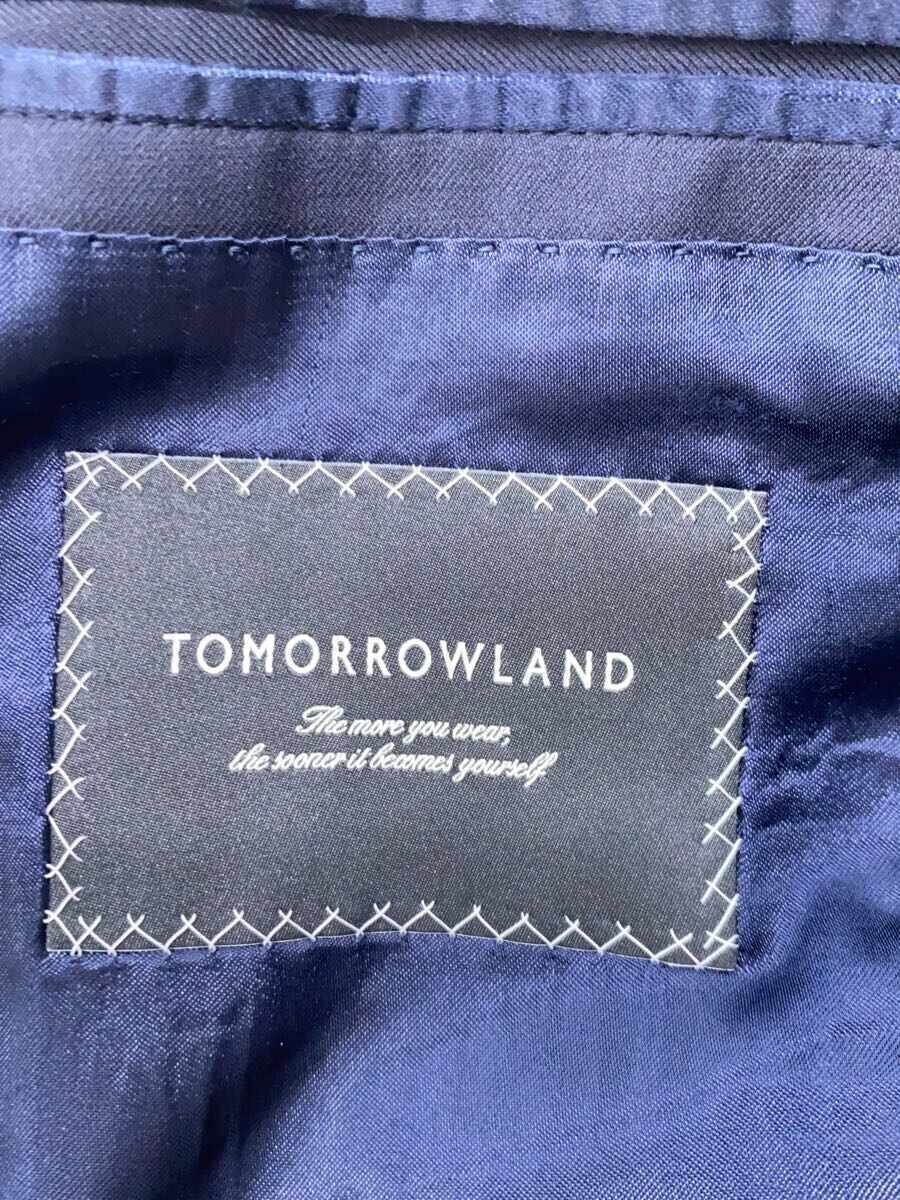 TOMORROWLAND
The more you wear,
the sooner it becomes yourself.